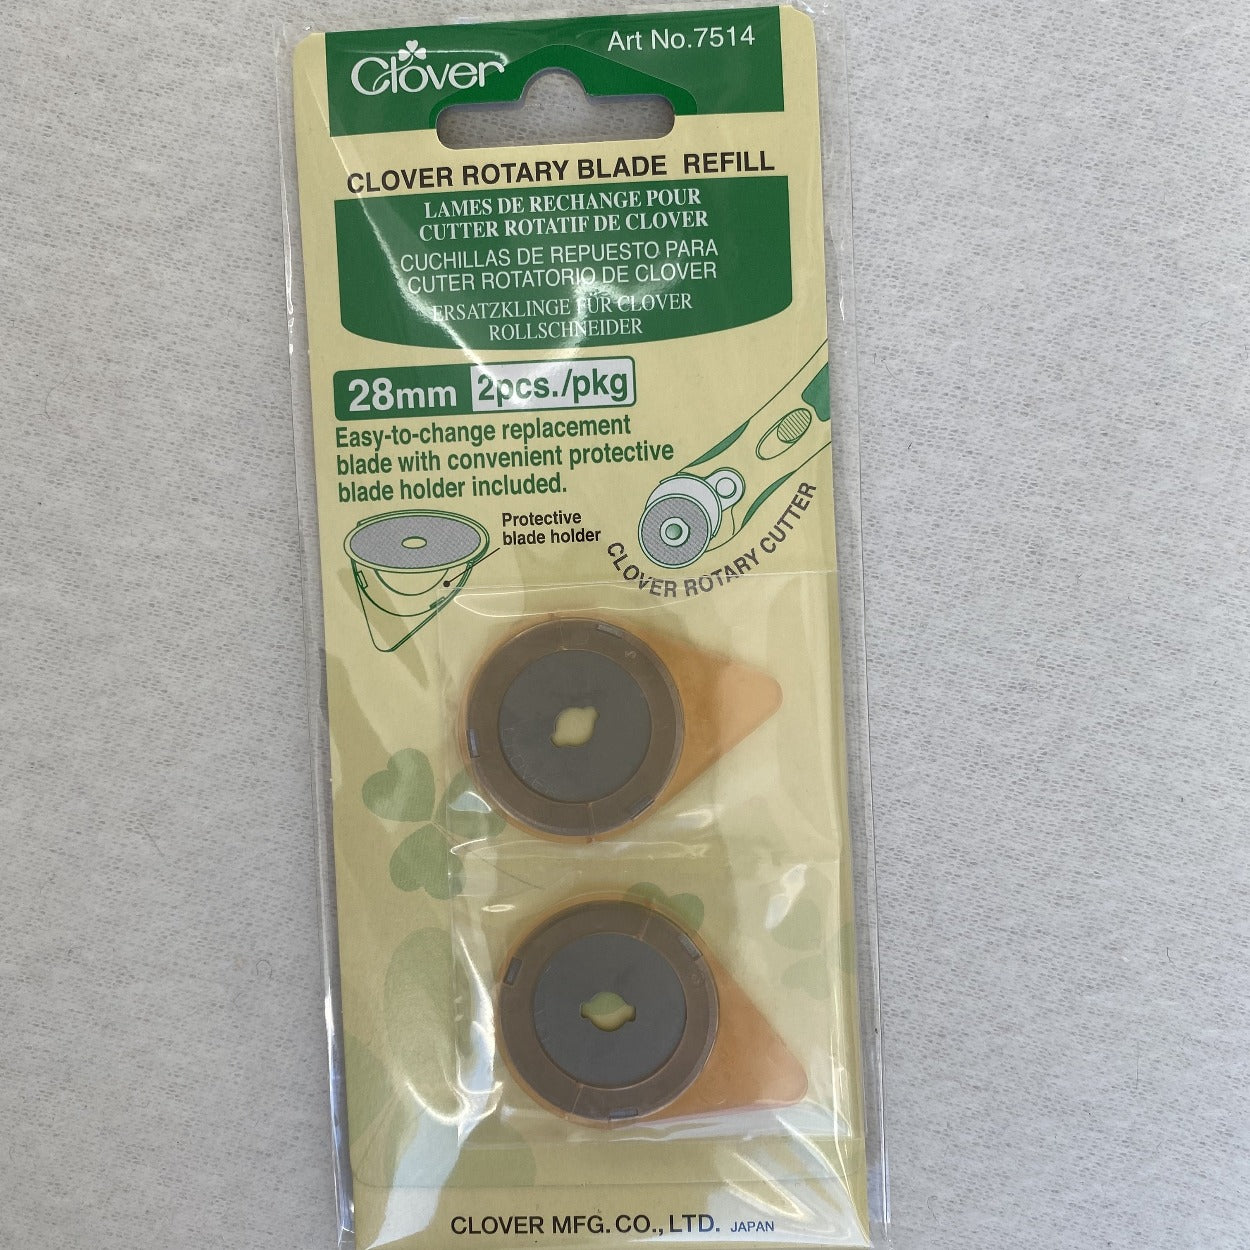 Clover
Art No.7514
CLOVER ROTARY BLADE REFILL
LAMES DE RECHANGE POUR
CUTTER ROTATIF DE CLOVER
CUCHILLAS DE REPUESTO PARA
CUTER ROTATORIO DE CLOVER
ERSATZKLINGE FÜR CLOVER
ROLLSCHNEIDER
28mm 2pcs./pkg
Easy-to-change replacement
blade with convenient protective
blade holder included.
Protective
blade holder
CLOVER ROTARY CUTTER
CLOVER MFG.CO.,LTD. JAPAN